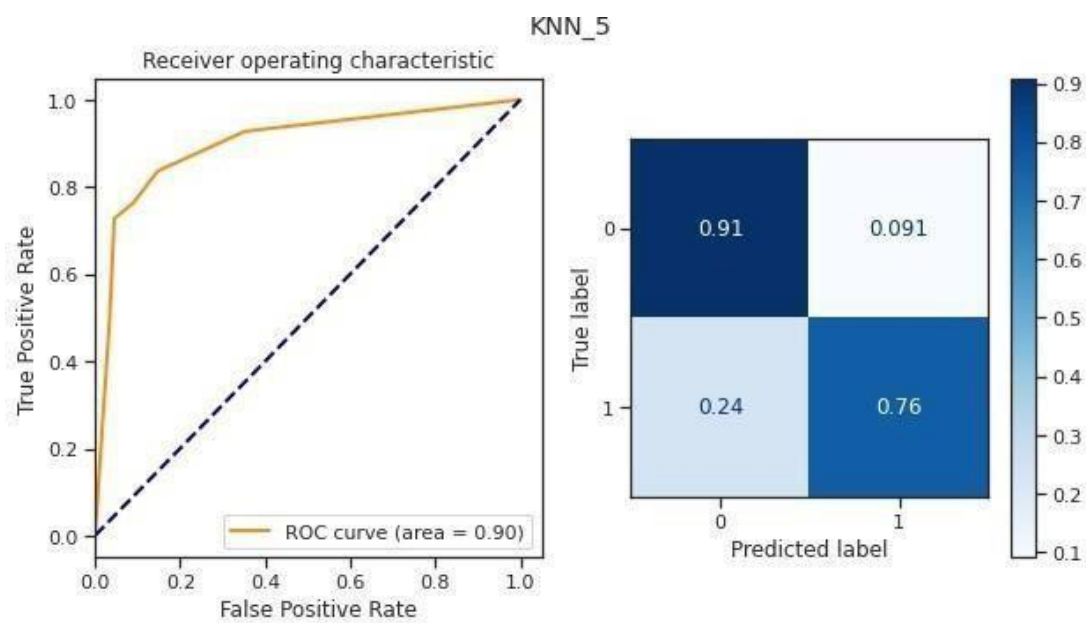 KNN_5
Receiver operating characteristic
True Positive Rate
1.0
0.8
0.6
0.4
0.2
0.0
0.0 0.2 0.4 0.6 0.8 1.0
False Positive Rate
ROC curve (area = 0.90)
True label
0
1
0.91 0.091
0.24 0.76
0 1
Predicted label
0.9
0.8
0.7
0.6
0.5
0.4
0.3
0.2
0.1